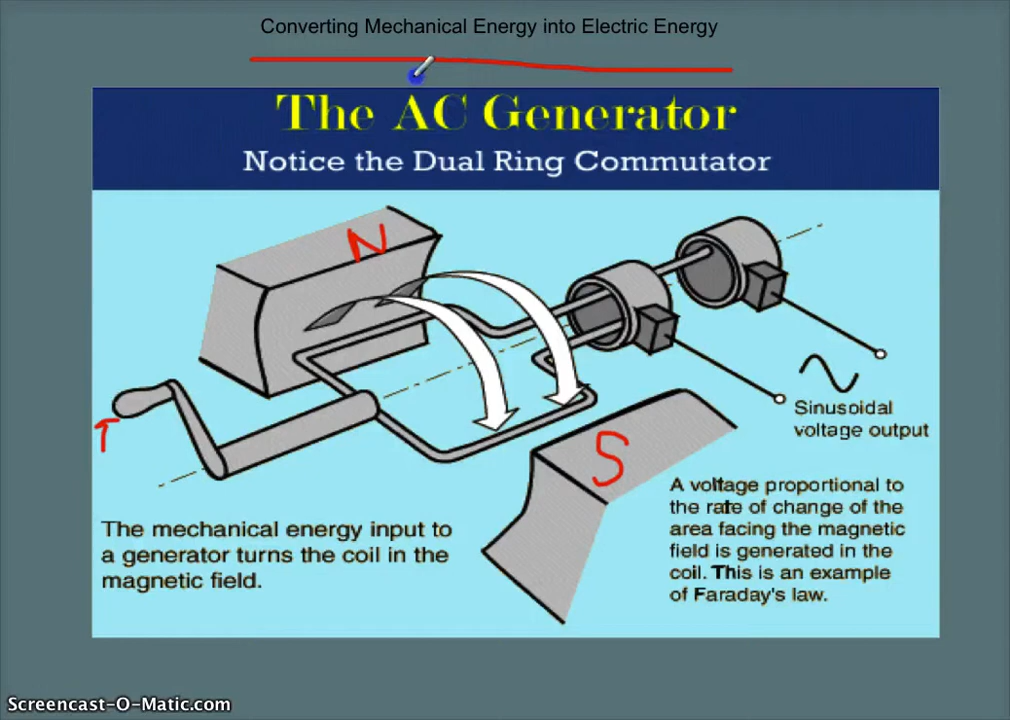 Converting Mechanical Energy into Electric Energy
The AC Generator
Notice the Dual Ring Commutator
N
S
Sinusoidal
voltage output
A voltage proportional to
the rate of change of the
area facing the magnetic
field is generated in the
coil. This is an example
of Faraday's law.
The mechanical energy input to
a generator turns the coil in the
magnetic field.
Screencast-O-Matic.com